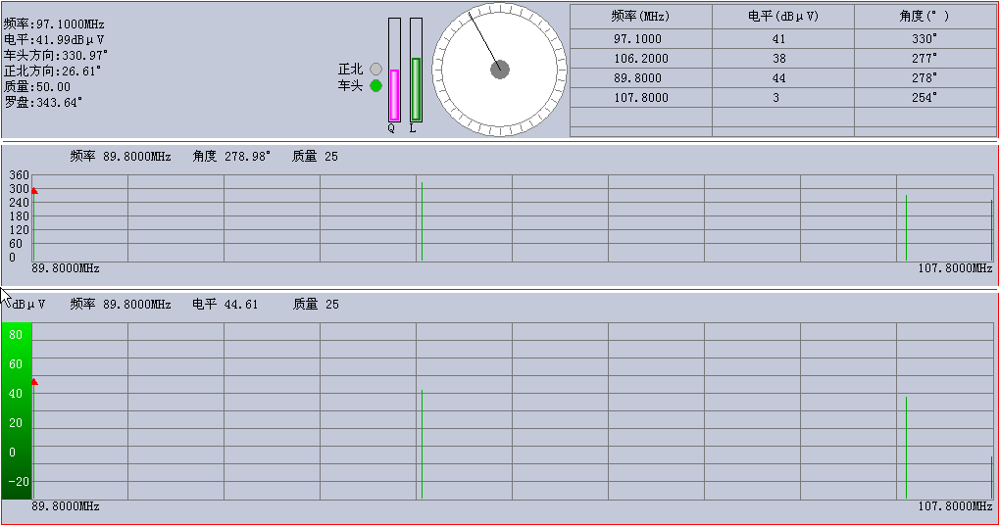 频率:97.1000MHz
电平:41.99dBμV
车头方向:330.97°
正北方向:26.61°
质量:50.00
罗盘:343.64°
正北
车头
Q L
频率(MHz) 电平(dBμV) 角度(°)
97.1000 41 330°
106.2000 38 277°
89.8000 44 278°
107.8000 3 254°
频率 89.8000MHz 角度 278.98° 质量 25
360
300
240
180
120
60
0
89.8000MHz 107.8000MHz
dBμV 频率 89.8000MHz 电平 44.61 质量 25
80
60
40
20
0
-20
89.8000MHz 107.8000MHz